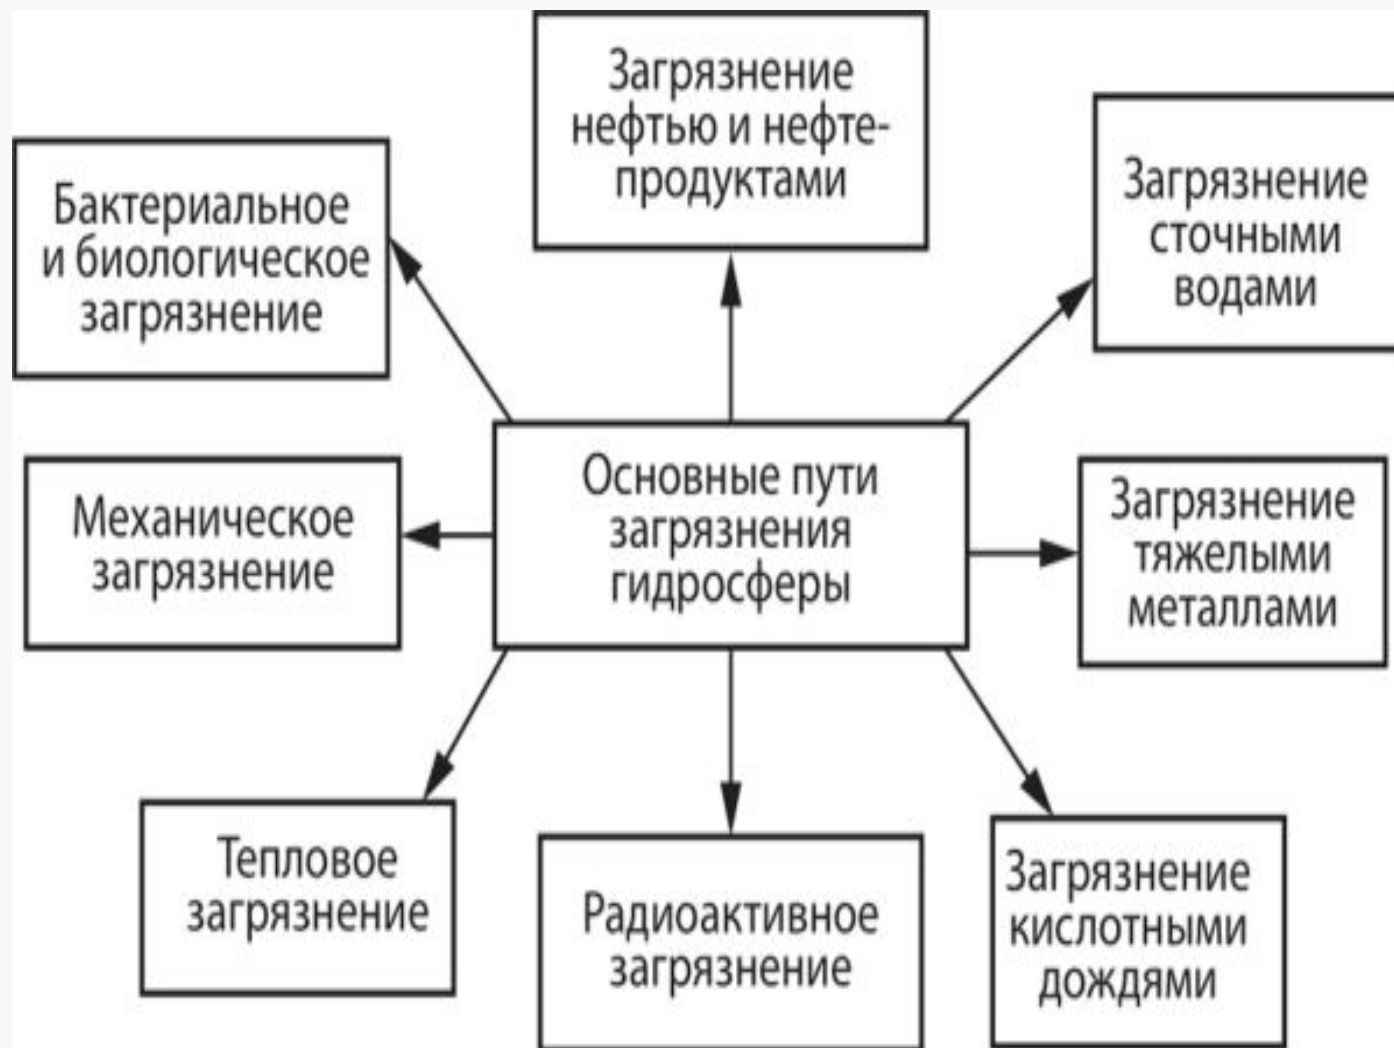 Загрязнение
нефтью и нефте-
продуктами
Бактериальное
и биологическое
загрязнение
Загрязнение
сточными
водами
Основные пути
загрязнения
гидросферы
Механическое
загрязнение
Загрязнение
тяжелыми
металлами
Тепловое
загрязнение
Радиоактивное
загрязнение
Загрязнение
кислотными
дождями